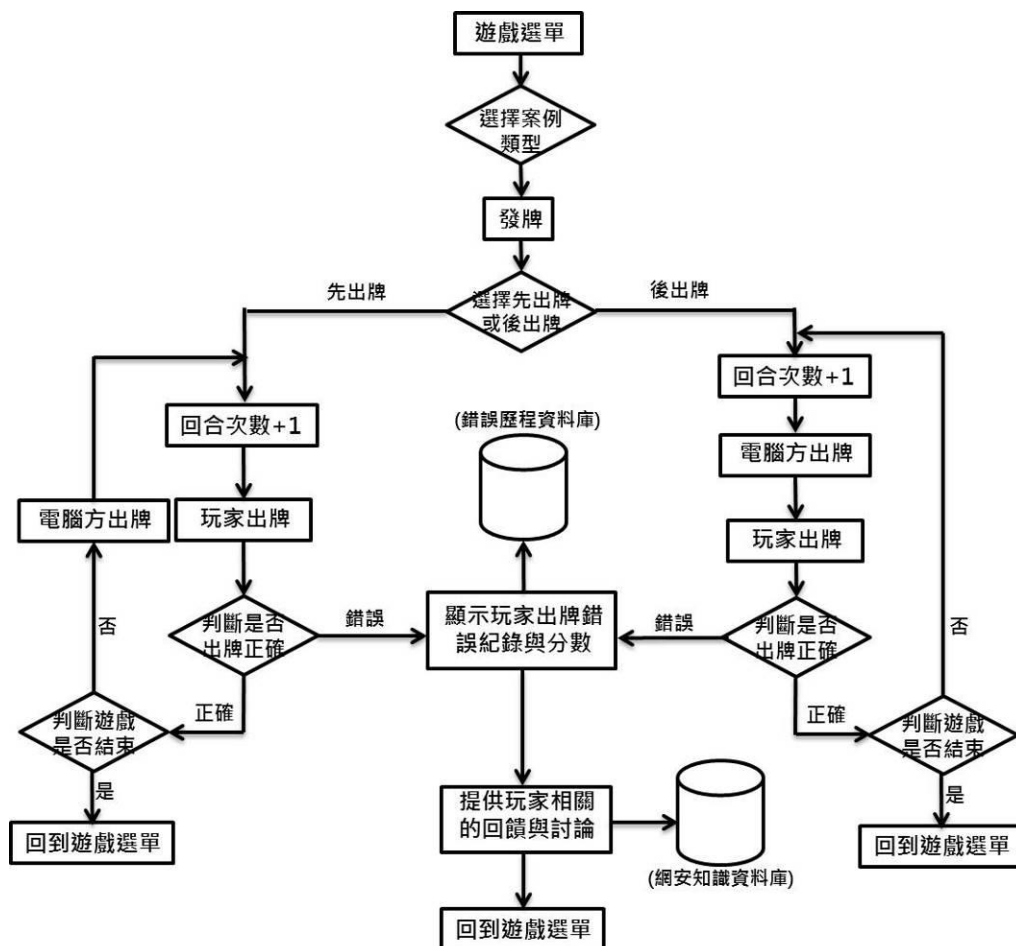 遊戲選單
選擇案例
類型
發牌
先出牌
選擇先出牌
或後出牌
後出牌
回合次數+1
電腦方出牌
玩家出牌
判斷是否
出牌正確
錯誤
正確
否
判斷遊戲
是否結束
是
回到遊戲選單
(錯誤歷程資料庫)
顯示玩家出牌錯
誤紀錄與分數
提供玩家相關
的回饋與討論
(網安知識資料庫)
回到遊戲選單
回合次數+1
電腦方出牌
玩家出牌
錯誤
判斷是否
出牌正確
正確
否
判斷遊戲
是否結束
是
回到遊戲選單